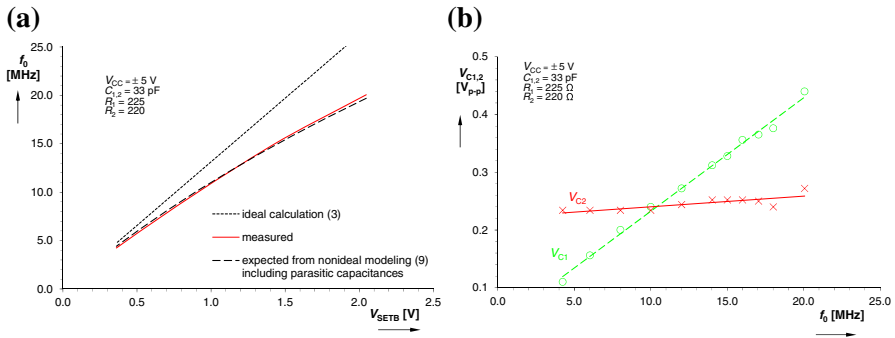 (a)
f0
[MHz]
25.0
20.0
15.0
10.0
5.0
0.0
VCC = ± 5 V
C1,2 = 33 pF
R1 = 225
R2 = 220
ideal calculation (3)
measured
expected from nonideal modeling (9)
including parasitic capacitances
0.0 0.5 1.0 1.5 2.0 2.5
VSETB [V]
(b)
VC1,2
[Vp-p]
0.5
0.4
0.3
0.2
0.1
VCC = ± 5 V
C1,2 = 33 pF
R1 = 225 Ω
R2 = 220 Ω
VC2
VC1
0.0 5.0 10.0 15.0 20.0 25.0
f0 [MHz]